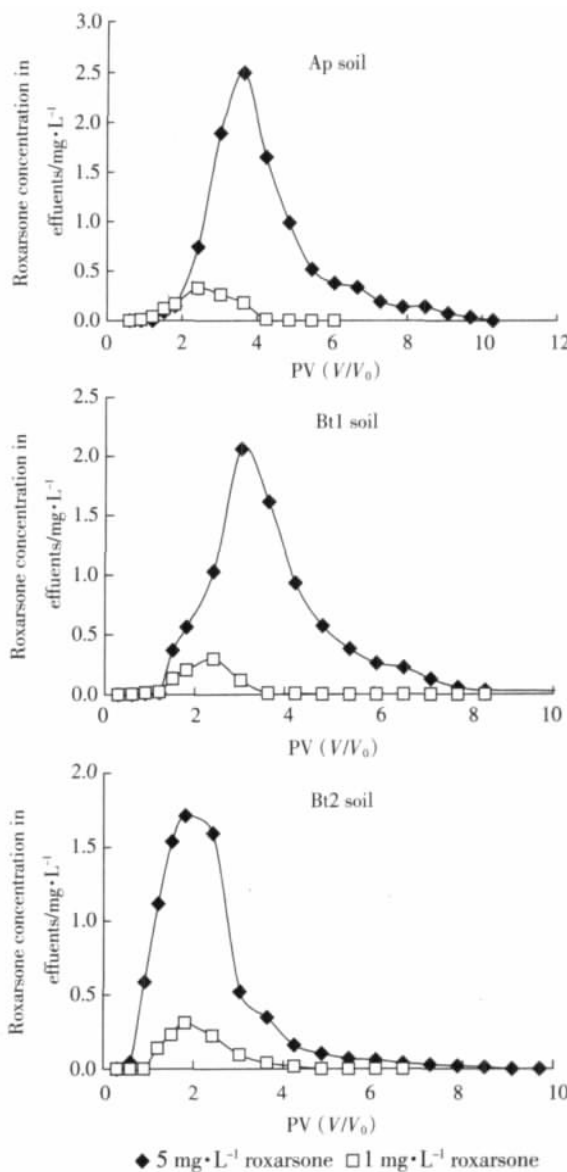 Ap soil
Roxarsone concentration in
effuents/mg•L⁻¹
3.0
2.5
2.0
1.5
1.0
0.5
0.0
0 2 4 6 8 10 12
PV (V/V₀)
Bt1 soil
Roxarsone concentration in
effuents/mg•L⁻¹
2.5
2.0
1.5
1.0
0.5
0.0
0 2 4 6 8 10
PV (V/V₀)
Bt2 soil
Roxarsone concentration in
effuents/mg•L⁻¹
2.0
1.5
1.0
0.5
0.0
0 2 4 6 8 10
PV (V/V₀)
◆ 5 mg•L⁻¹ roxarsone □ 1 mg•L⁻¹ roxarsone